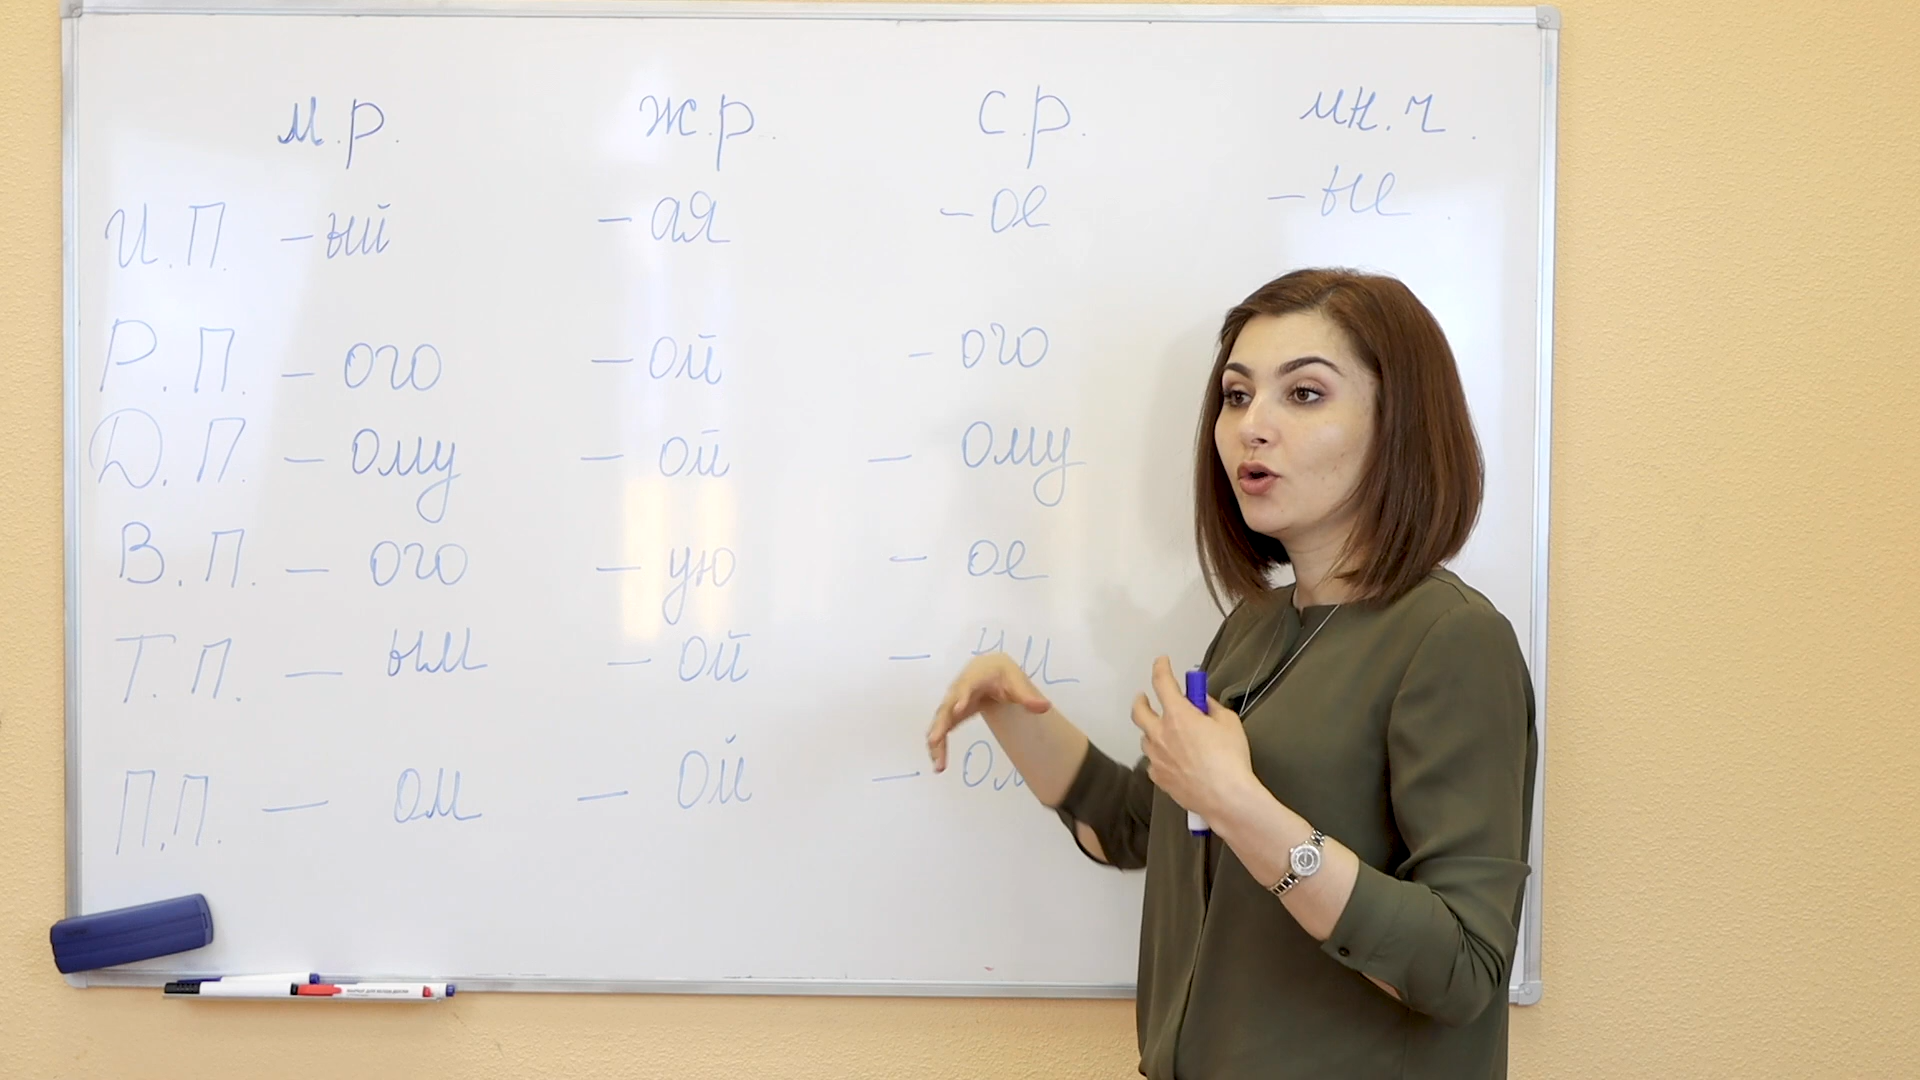 м.р. ж.р. с.р. мн.ч.
И.П. -ый -ая -ое -ые
Р.П. - ого - ой - ого
Д.П. - ому - ой - ому
В.П. - ого - ую - ое
Т.П. - ым - ой -
П.П. - ом - ой -